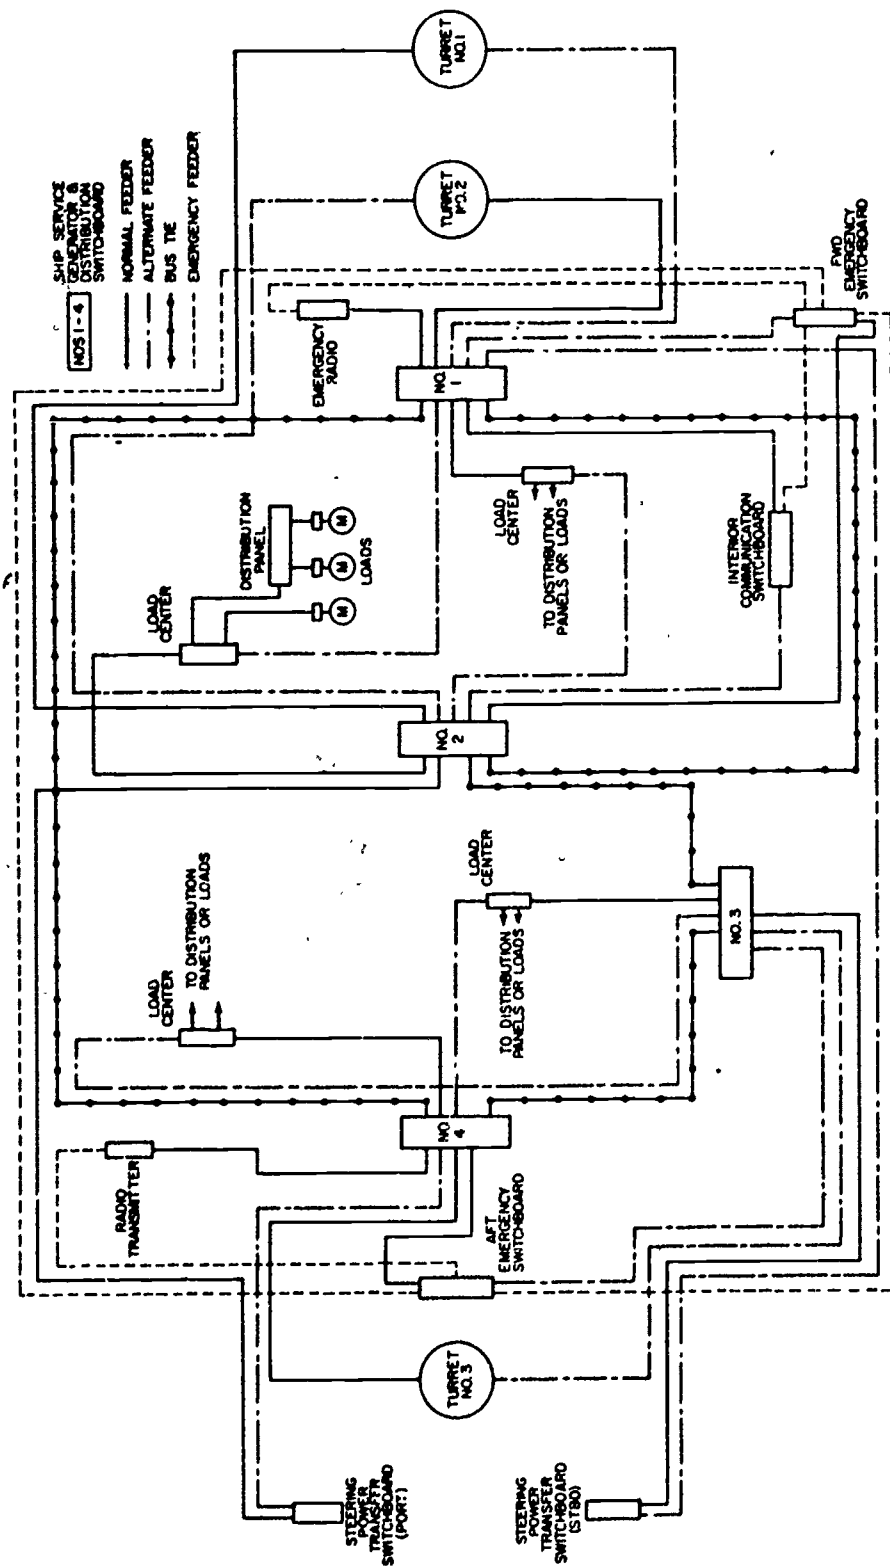 NOS 1-4
SHIP SERVICE
GENERATOR &
DISTRIBUTION
SWITCHBOARD
NORMAL FEEDER
ALTERNATE FEEDER
BUS TIE
EMERGENCY FEEDER
TURRET
NO.1
TURRET
NO.2
EMERGENCY
RADIO
FWD
EMERGENCY
SWITCHBOARD
NO.
1
LOAD
CENTER
TO DISTRIBUTION
PANELS OR LOADS
INTERIOR
COMMUNICATION
SWITCHBOARD
DISTRIBUTION
PANEL
LOAD
CENTER
M
M
M
LOADS
NO.
2
LOAD
CENTER
TO DISTRIBUTION
PANELS OR LOADS
LOAD
CENTER
TO DISTRIBUTION
PANELS OR LOADS
NO. 3
NO
4
RADIO
TRANSMITTER
AFT
EMERGENCY
SWITCHBOARD
TURRET
NO. 3
STEERING
POWER
TRANSFER
SWITCHBOARD
(PORT)
STEERING
POWER
TRANSFER
SWITCHBOARD
(STBD)